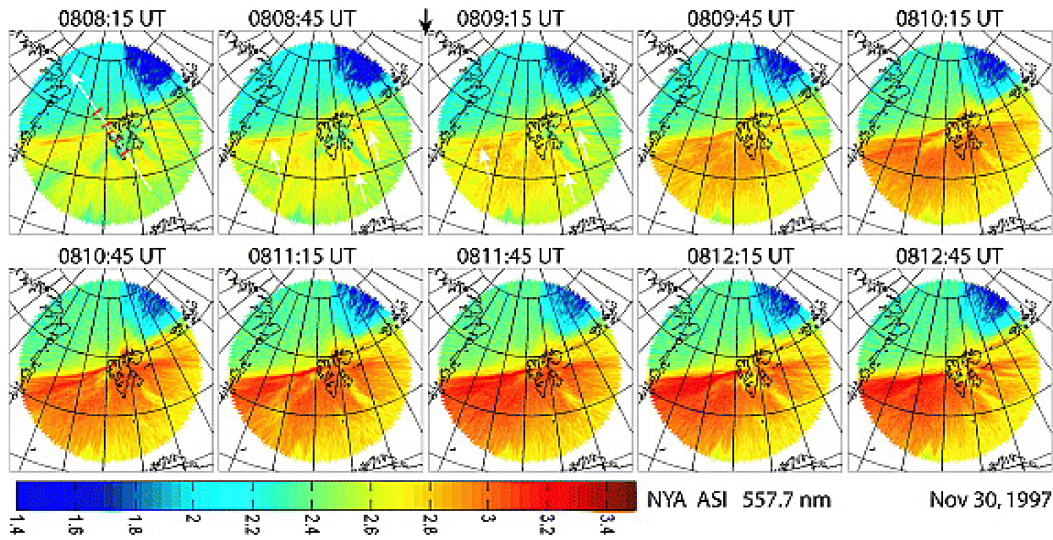 0808:15 UT 0808:45 UT 0809:15 UT 0809:45 UT 0810:15 UT
0810:45 UT 0811:15 UT 0811:45 UT 0812:15 UT 0812:45 UT
NYA ASI 557.7 nm Nov 30, 1997
1.4 1.6 1.8 2 2.2 2.4 2.6 2.8 3 3.2 3.4